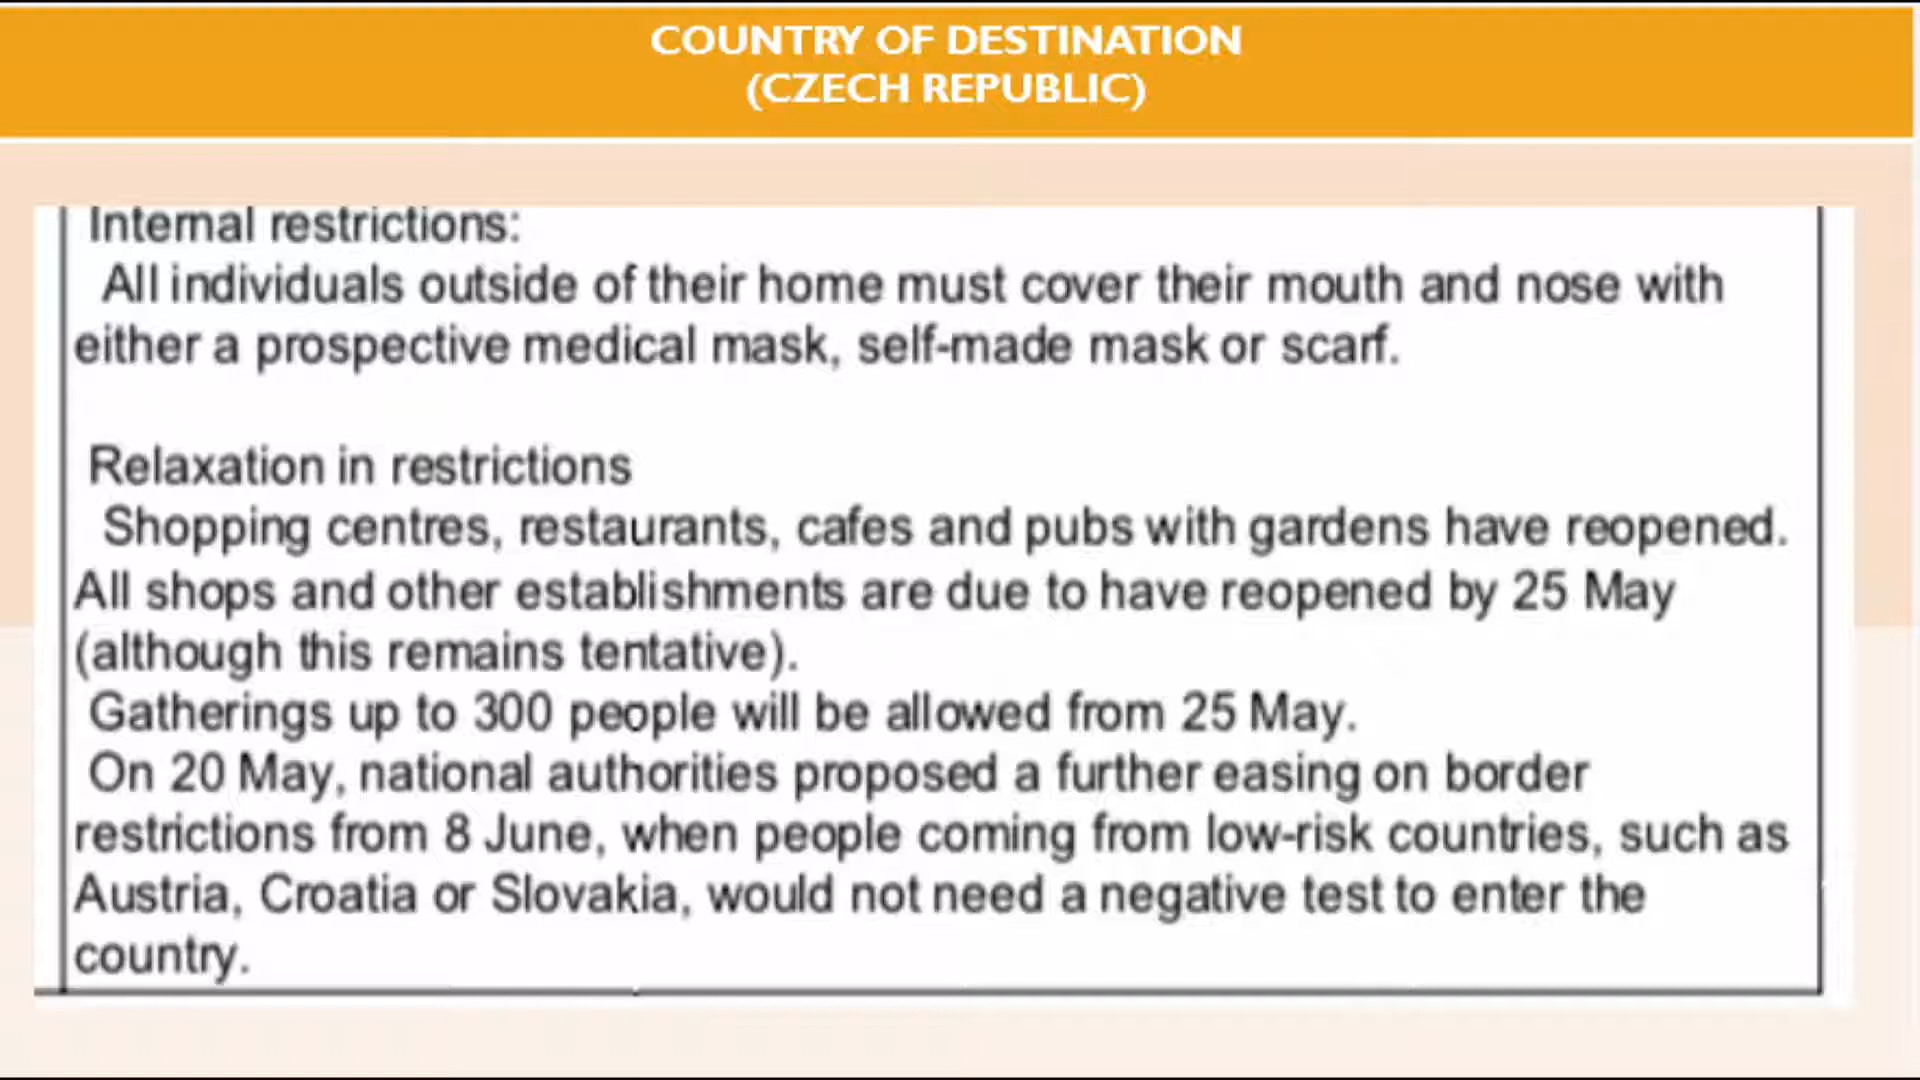 COUNTRY OF DESTINATION
(CZECH REPUBLIC)
Internal restrictions:
All individuals outside of their home must cover their mouth and nose with
either a prospective medical mask, self-made mask or scarf.
Relaxation in restrictions
Shopping centres, restaurants, cafes and pubs with gardens have reopened.
All shops and other establishments are due to have reopened by 25 May
(although this remains tentative).
Gatherings up to 300 people will be allowed from 25 May.
On 20 May, national authorities proposed a further easing on border
restrictions from 8 June, when people coming from low-risk countries, such as
Austria, Croatia or Slovakia, would not need a negative test to enter the
country.